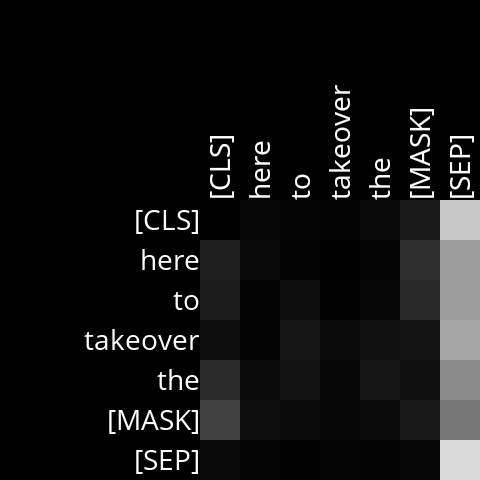 [CLS] here to takeover the [MASK] [SEP]
[CLS]
here
to
takeover
the
[MASK]
[SEP]